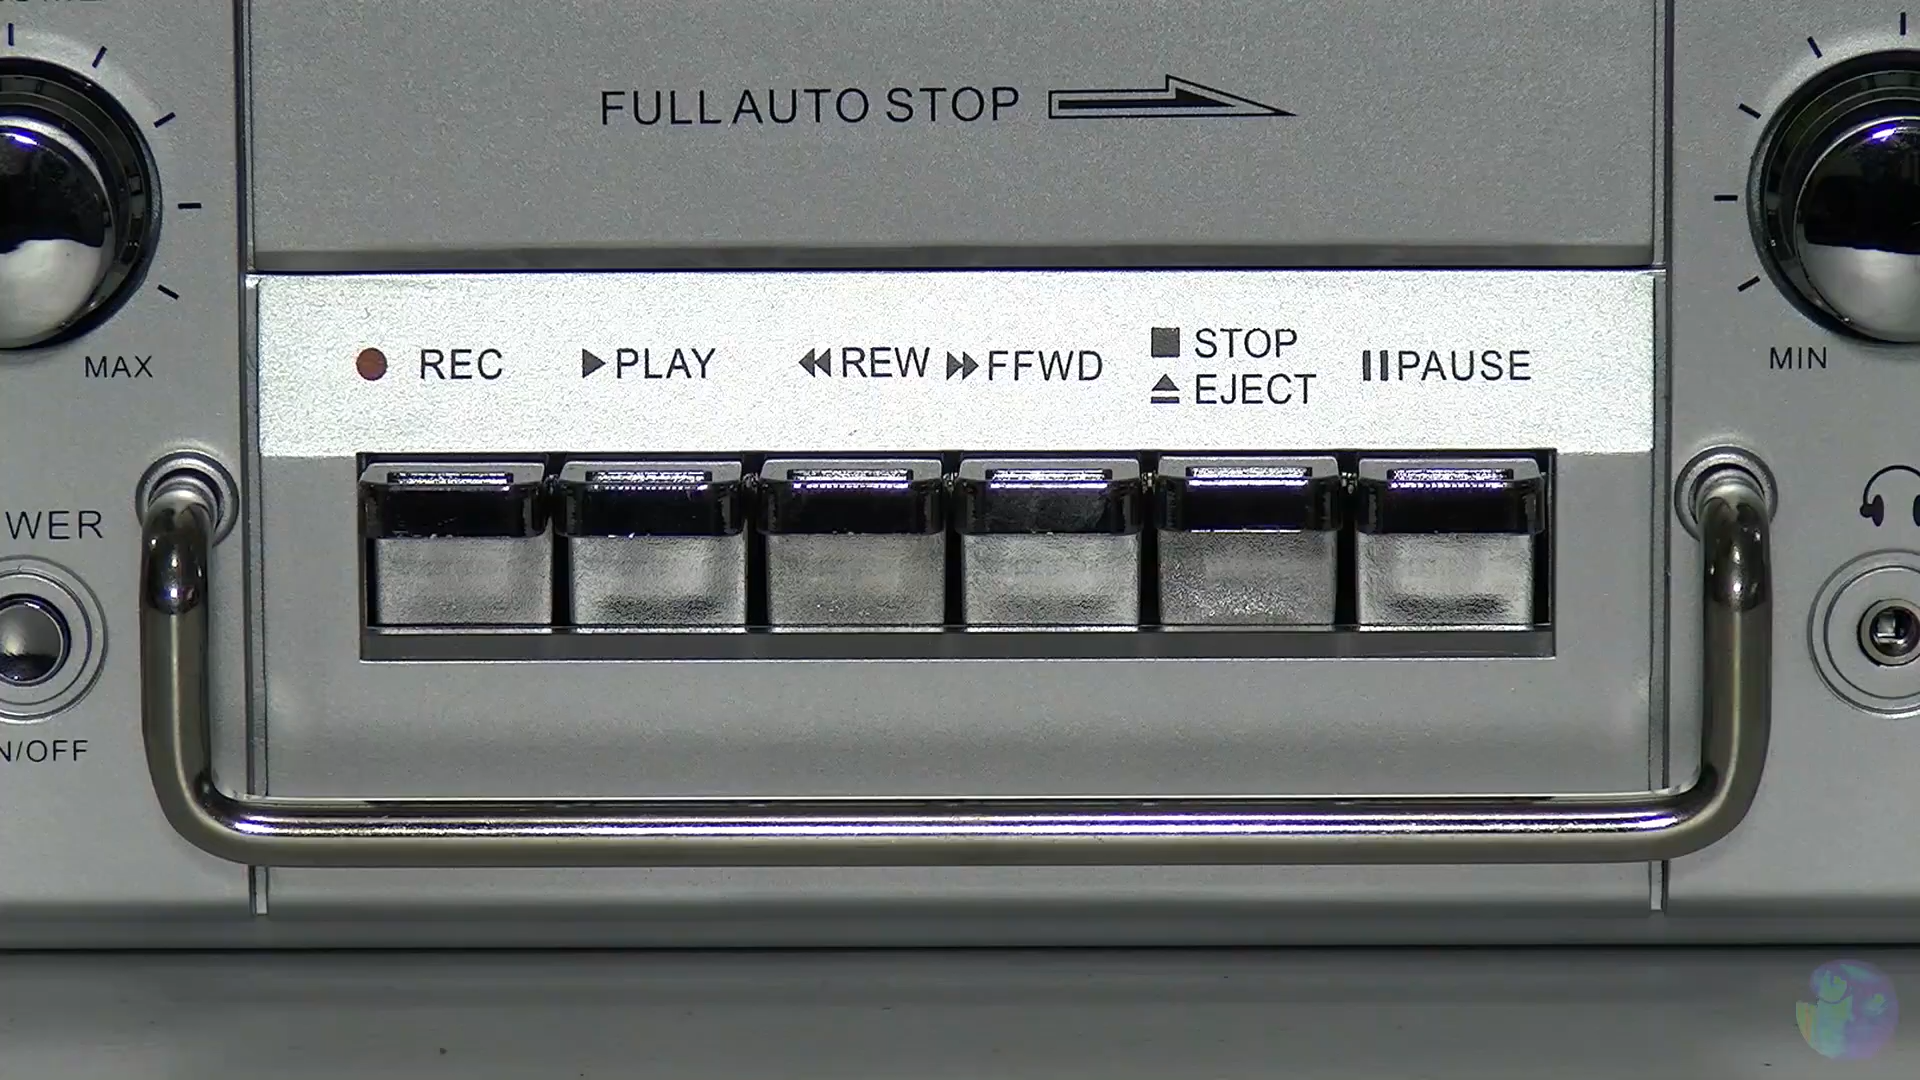 FULL AUTO STOP
REC PLAY REW FFWD STOP EJECT PAUSE
MAX
MIN
WER
N/OFF